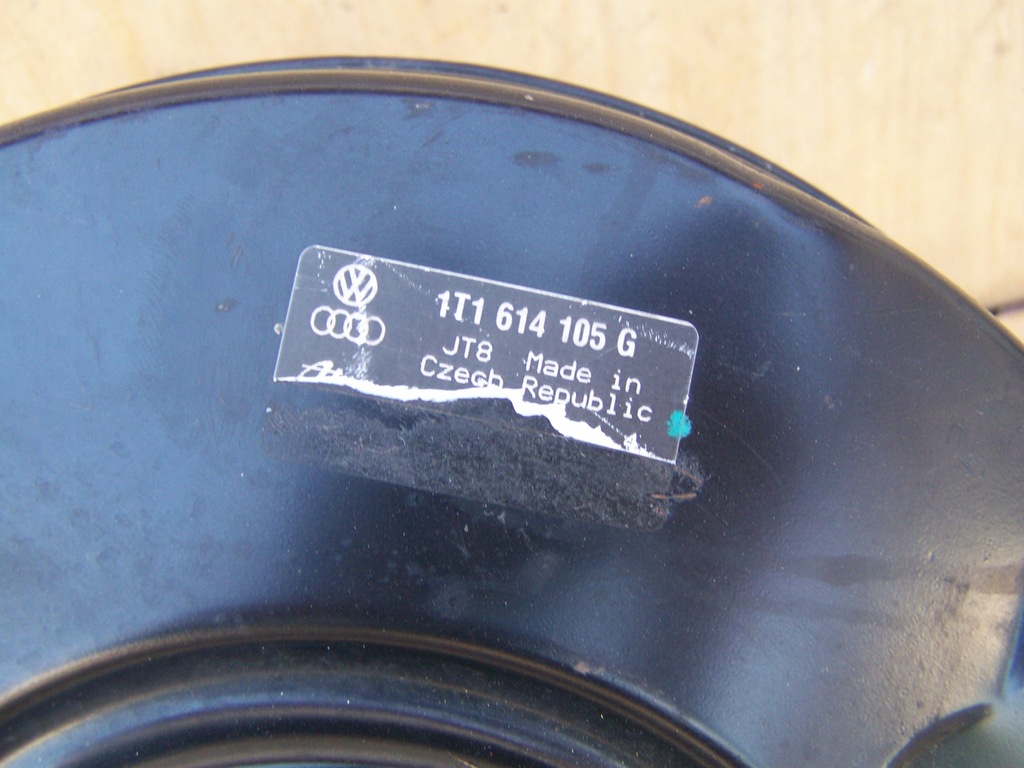 1T1 614 105 G
JT8 Made in
Czech Republic